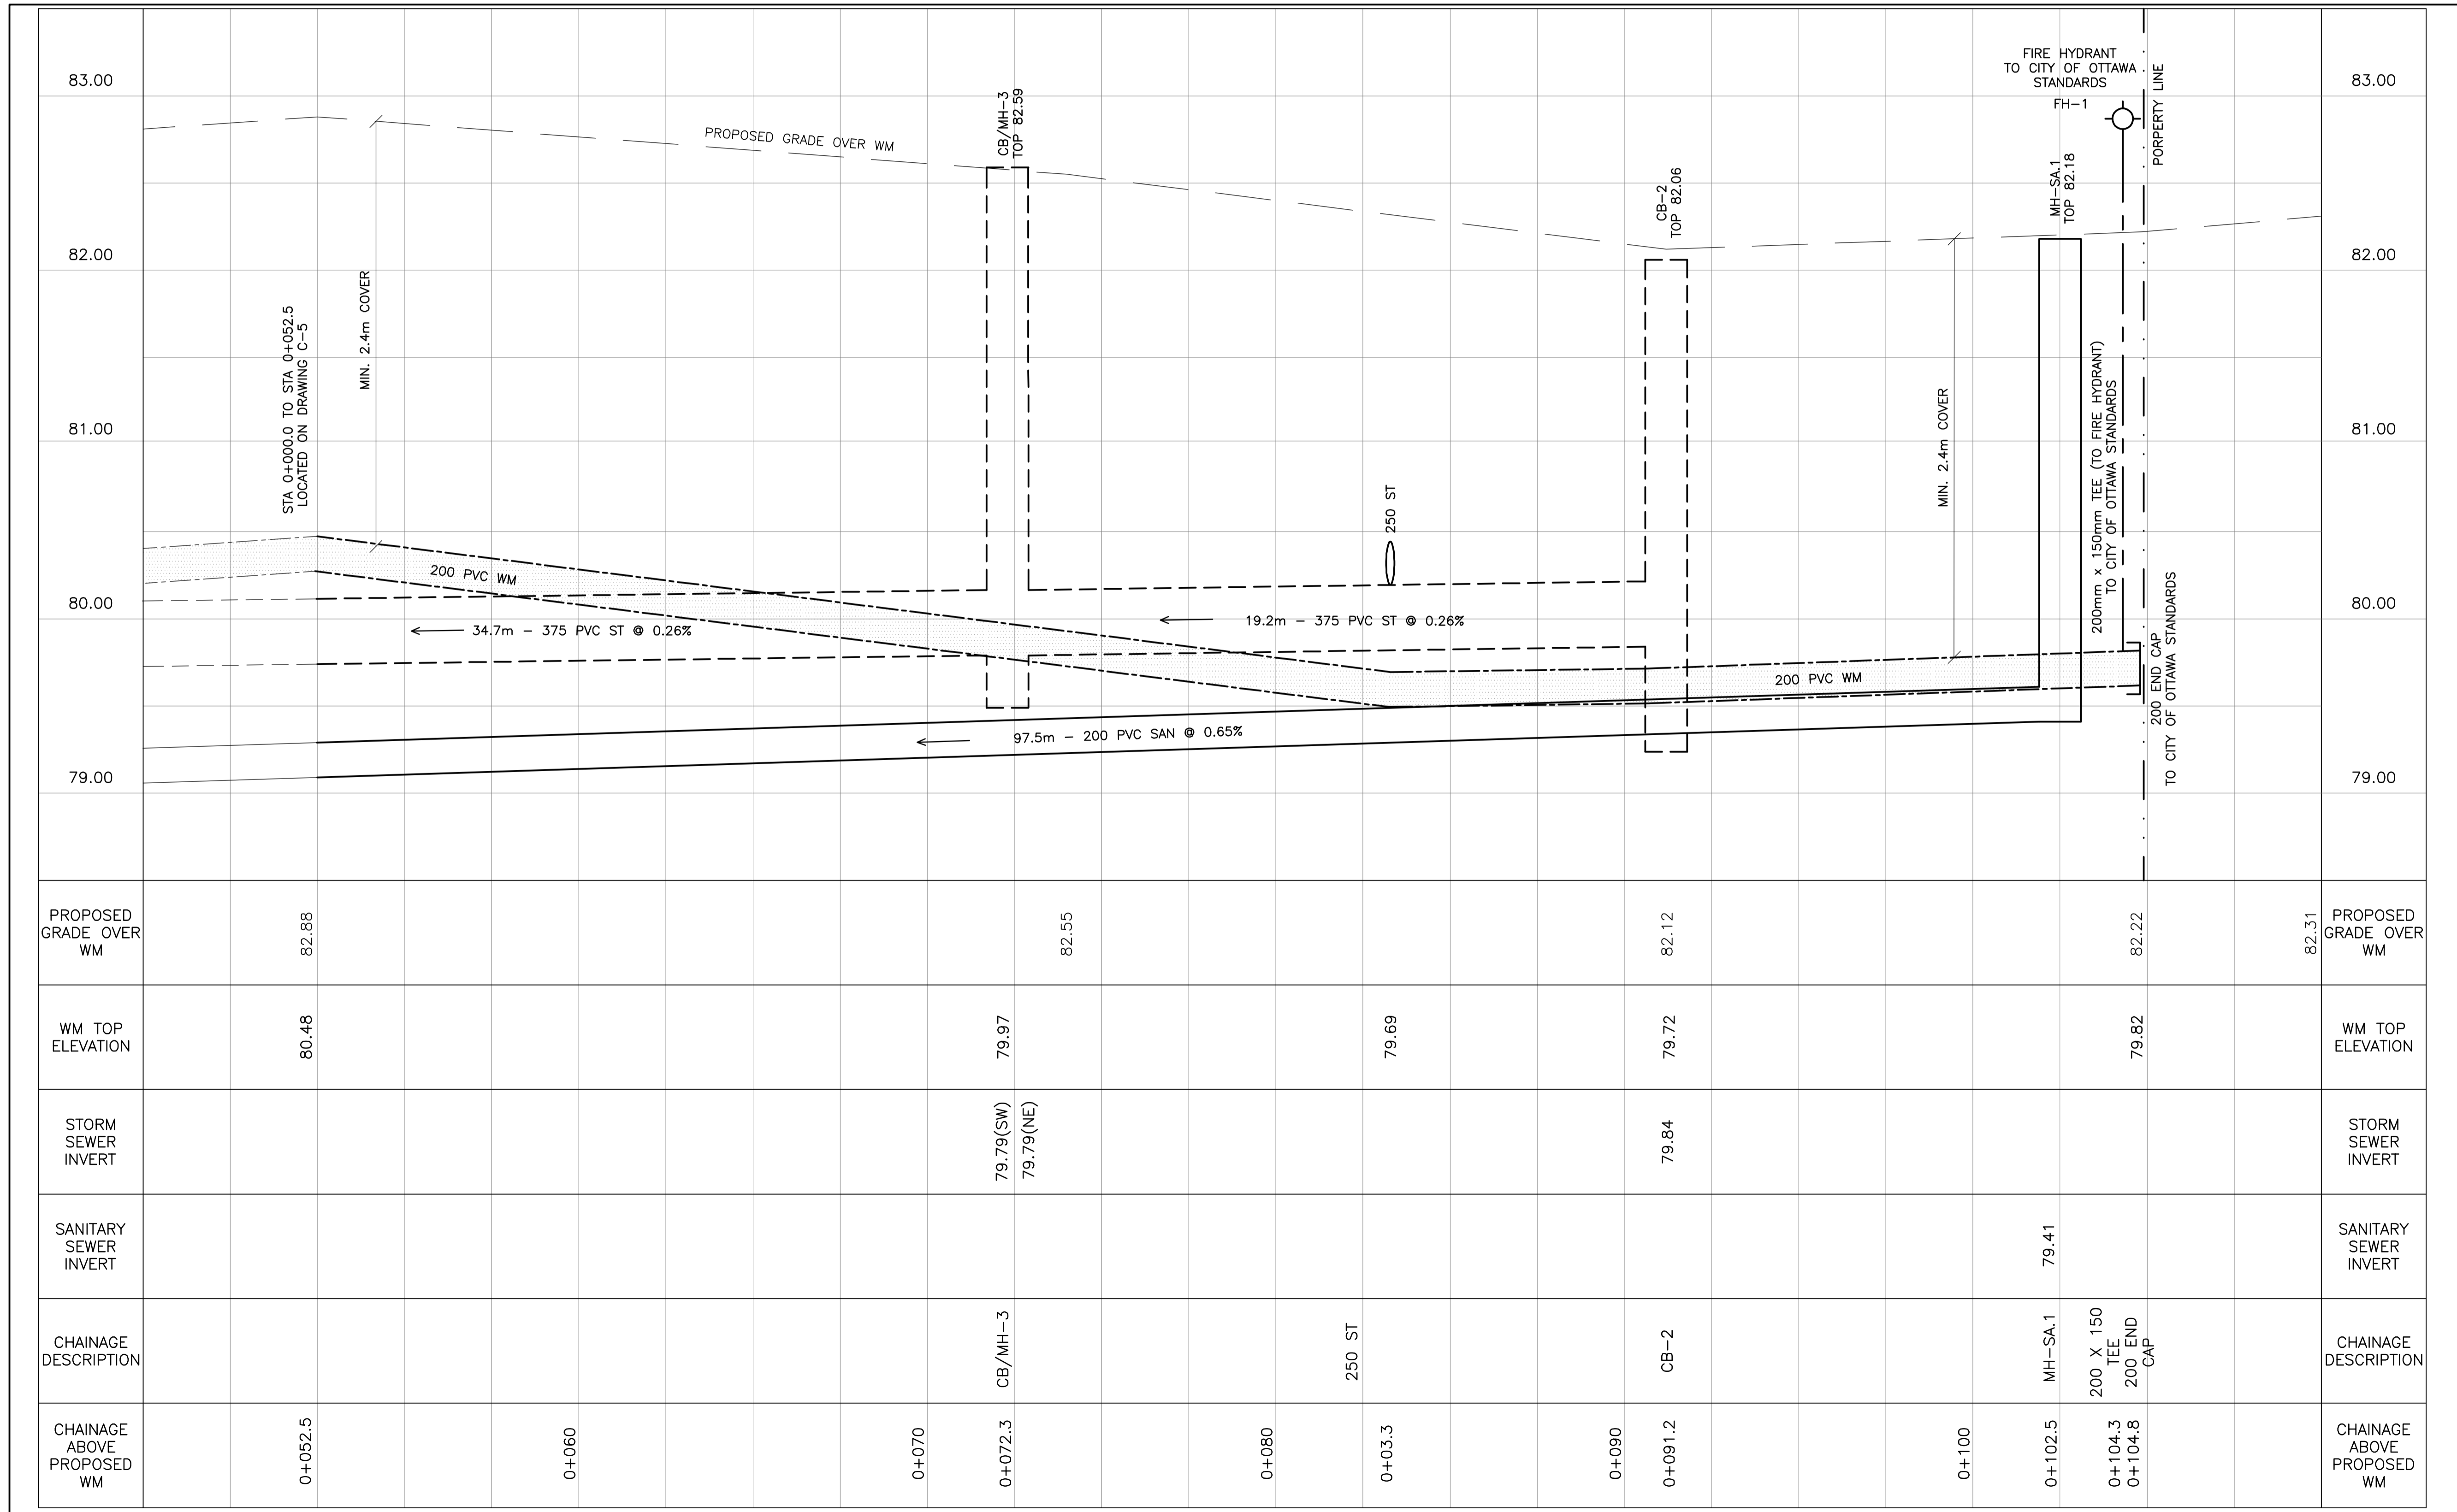 83.00
82.00
81.00
80.00
79.00
STA 0+000.0 TO STA 0+052.5
LOCATED ON DRAWING C-5
MIN. 2.4m COVER
PROPOSED GRADE OVER WM
CB/MH-3
TOP 82.59
200 PVC WM
34.7m - 375 PVC ST @ 0.26%
19.2m - 375 PVC ST @ 0.26%
250 ST
CB-2
TOP 82.06
97.5m - 200 PVC SAN @ 0.65%
200 PVC WM
MIN. 2.4m COVER
FIRE HYDRANT
TO CITY OF OTTAWA
STANDARDS
FH-1
MH-SA.1
TOP 82.18
PORPERTY LINE
200mm x 150mm TEE (TO FIRE HYDRANT)
TO CITY OF OTTAWA STANDARDS
200 END CAP
TO CITY OF OTTAWA STANDARDS
83.00
82.00
81.00
80.00
79.00
PROPOSED
GRADE OVER
WM
82.88
82.55
82.12
82.22
82.31
PROPOSED
GRADE OVER
WM
WM TOP
ELEVATION
80.48
79.97
79.69
79.72
79.82
WM TOP
ELEVATION
STORM
SEWER
INVERT
79.79(SW)
79.79(NE)
79.84
STORM
SEWER
INVERT
SANITARY
SEWER
INVERT
79.41
SANITARY
SEWER
INVERT
CHAINAGE
DESCRIPTION
CB/MH-3
250 ST
CB-2
MH-SA.1
200 X 150
TEE
200 END
CAP
CHAINAGE
DESCRIPTION
CHAINAGE
ABOVE
PROPOSED
WM
0+052.5
0+060
0+070
0+072.3
0+080
0+03.3
0+090
0+091.2
0+100
0+102.5
0+104.3
0+104.8
CHAINAGE
ABOVE
PROPOSED
WM